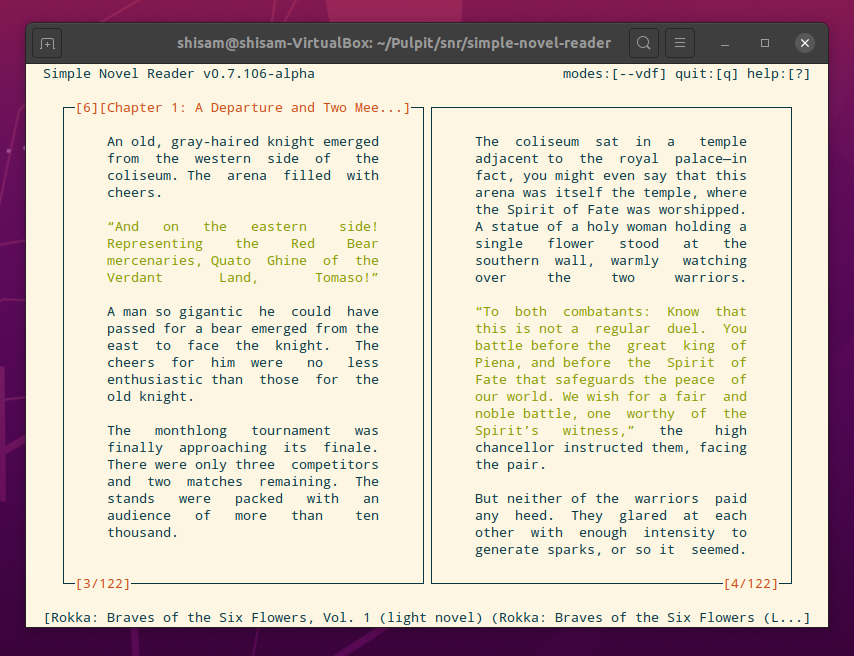 shisam@shisam-VirtualBox: ~/Pulpit/snr/simple-novel-reader
Simple Novel Reader v0.7.106-alpha modes:[--vdf] quit:[q] help:[?]
[6][Chapter 1: A Departure and Two Mee...]
An old, gray-haired knight emerged
from the western side of the
coliseum. The arena filled with
cheers.
“And on the eastern side!
Representing the Red Bear
mercenaries, Quato Ghine of the
Verdant Land, Tomaso!”
A man so gigantic he could have
passed for a bear emerged from the
east to face the knight. The
cheers for him were no less
enthusiastic than those for the
old knight.
The monthlong tournament was
finally approaching its finale.
There were only three competitors
and two matches remaining. The
stands were packed with an
audience of more than ten
thousand.
[3/122]
The coliseum sat in a temple
adjacent to the royal palace—in
fact, you might even say that this
arena was itself the temple, where
the Spirit of Fate was worshipped.
A statue of a holy woman holding a
single flower stood at the
southern wall, warmly watching
over the two warriors.
“To both combatants: Know that
this is not a regular duel. You
battle before the great king of
Piena, and before the Spirit of
Fate that safeguards the peace of
our world. We wish for a fair and
noble battle, one worthy of the
Spirit’s witness,” the high
chancellor instructed them, facing
the pair.
But neither of the warriors paid
any heed. They glared at each
other with enough intensity to
generate sparks, or so it seemed.
[4/122]
[Rokka: Braves of the Six Flowers, Vol. 1 (light novel) (Rokka: Braves of the Six Flowers (L...]